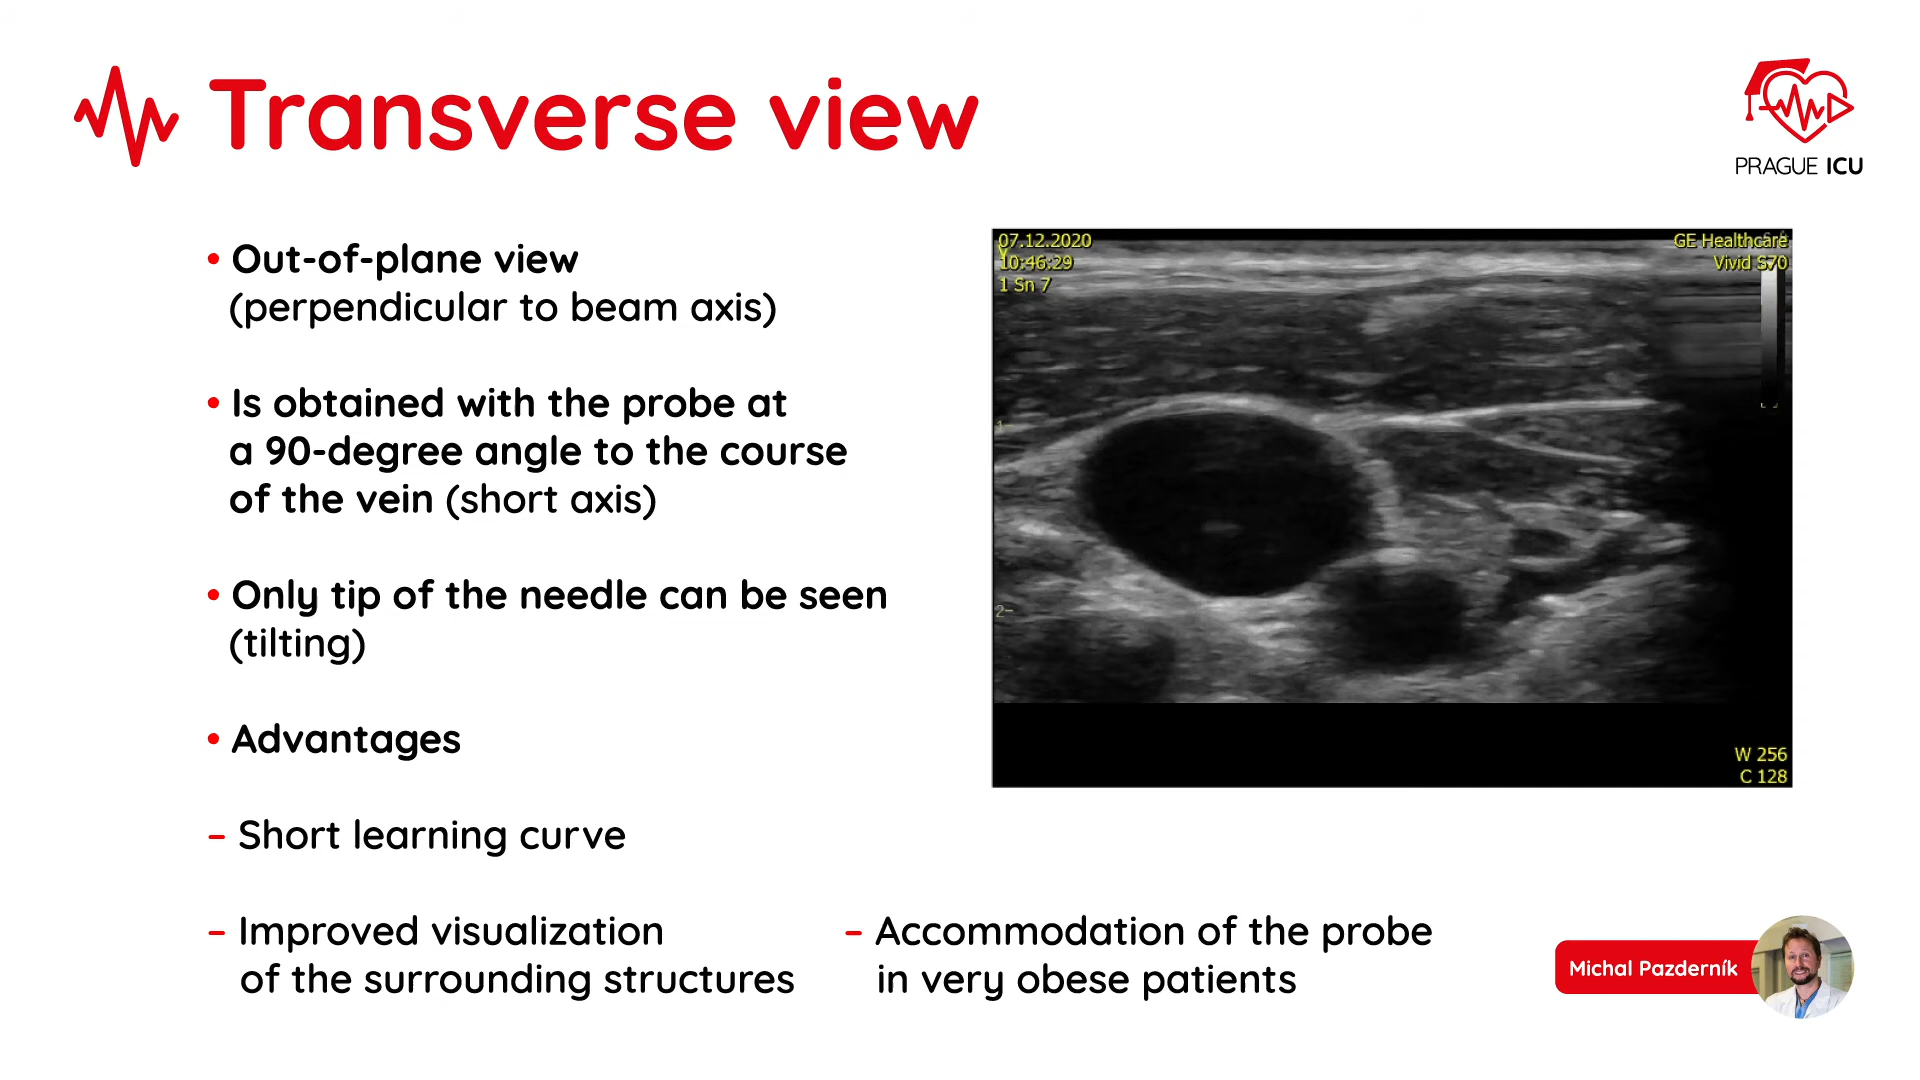 Transverse view
PRAGUE ICU
• Out-of-plane view
(perpendicular to beam axis)
• Is obtained with the probe at
a 90-degree angle to the course
of the vein (short axis)
• Only tip of the needle can be seen
(tilting)
• Advantages
– Short learning curve
– Improved visualization
of the surrounding structures
– Accommodation of the probe
in very obese patients
07.12.2020
10:46:29
1 Sn 7
GE Healthcare
Vivid S70
1-
2-
W 256
C 128
Michal Pazderník